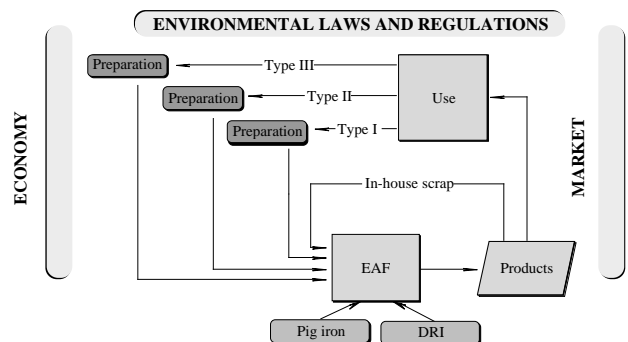 ENVIRONMENTAL LAWS AND REGULATIONS
Preparation
Type III
Preparation
Type II
Use
Preparation
Type I
ECONOMY
MARKET
In-house scrap
EAF
Products
Pig iron
DRI